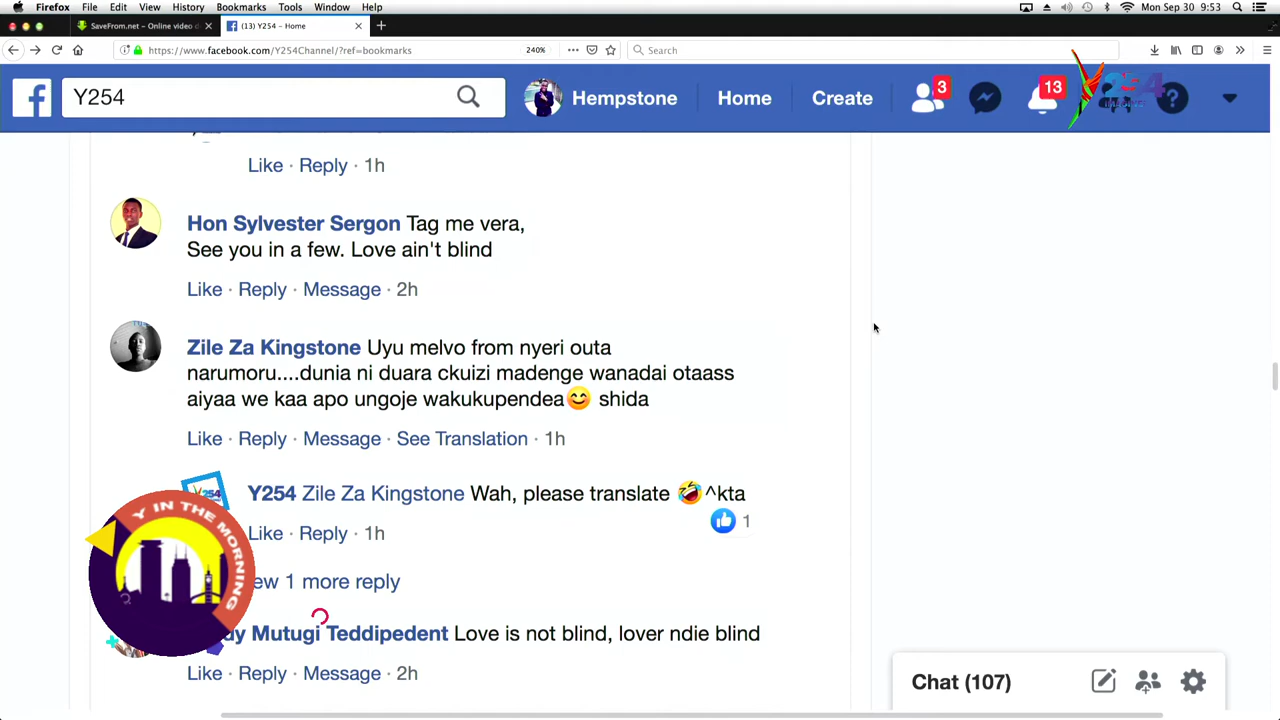 Firefox File Edit View History Bookmarks Tools Window Help Mon Sep 30 9:53
SaveFrom.net – Online video d
(13) Y254 – Home
https://www.facebook.com/Y254Channel/?ref=bookmarks 240% Search
Y254 Hempstone Home Create 3 13
Like · Reply · 1h
Hon Sylvester Sergon Tag me vera,
See you in a few. Love ain't blind
Like · Reply · Message · 2h
Zile Za Kingstone Uyu melvo from nyeri outa
narumoru....dunia ni duara ckuizi madenge wanadai otaass
aiyaa we kaa apo ungoje wakukupendea😊 shida
Like · Reply · Message · See Translation · 1h
Y254 Zile Za Kingstone Wah, please translate 🤣 ^kta
1
Like · Reply · 1h
ew 1 more reply
Y IN THE MORNING
dy Mutugi Teddipedent Love is not blind, lover ndie blind
Like · Reply · Message · 2h
Chat (107)